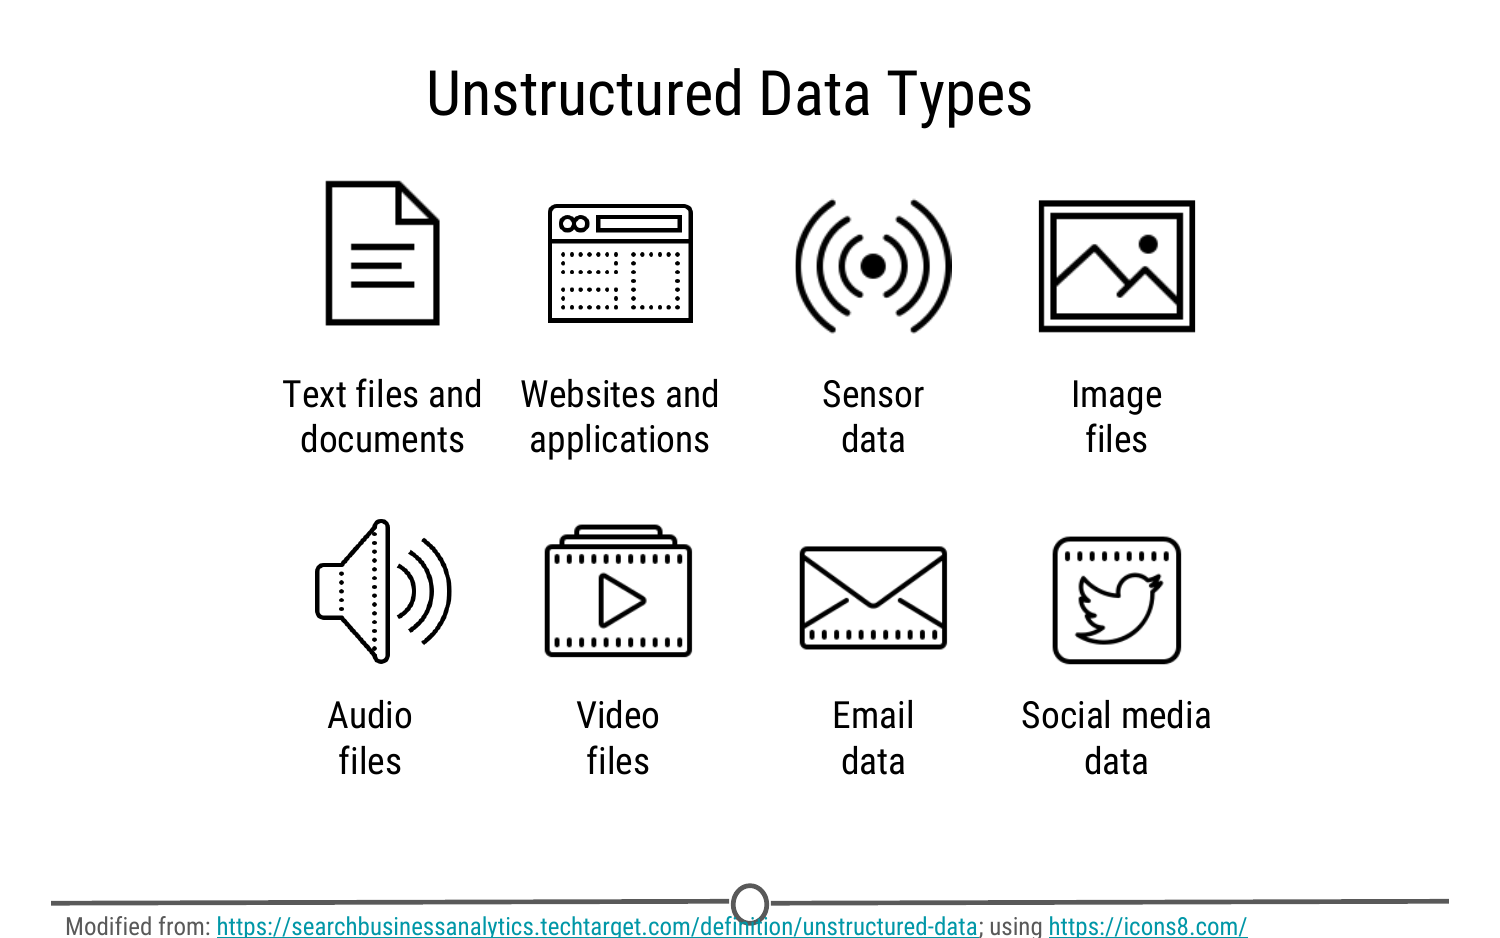 Unstructured Data Types
Text files and
documents
Websites and
applications
Sensor
data
Image
files
Audio
files
Video
files
Email
data
Social media
data
Modified from: https://searchbusinessanalytics.techtarget.com/definition/unstructured-data; using https://icons8.com/